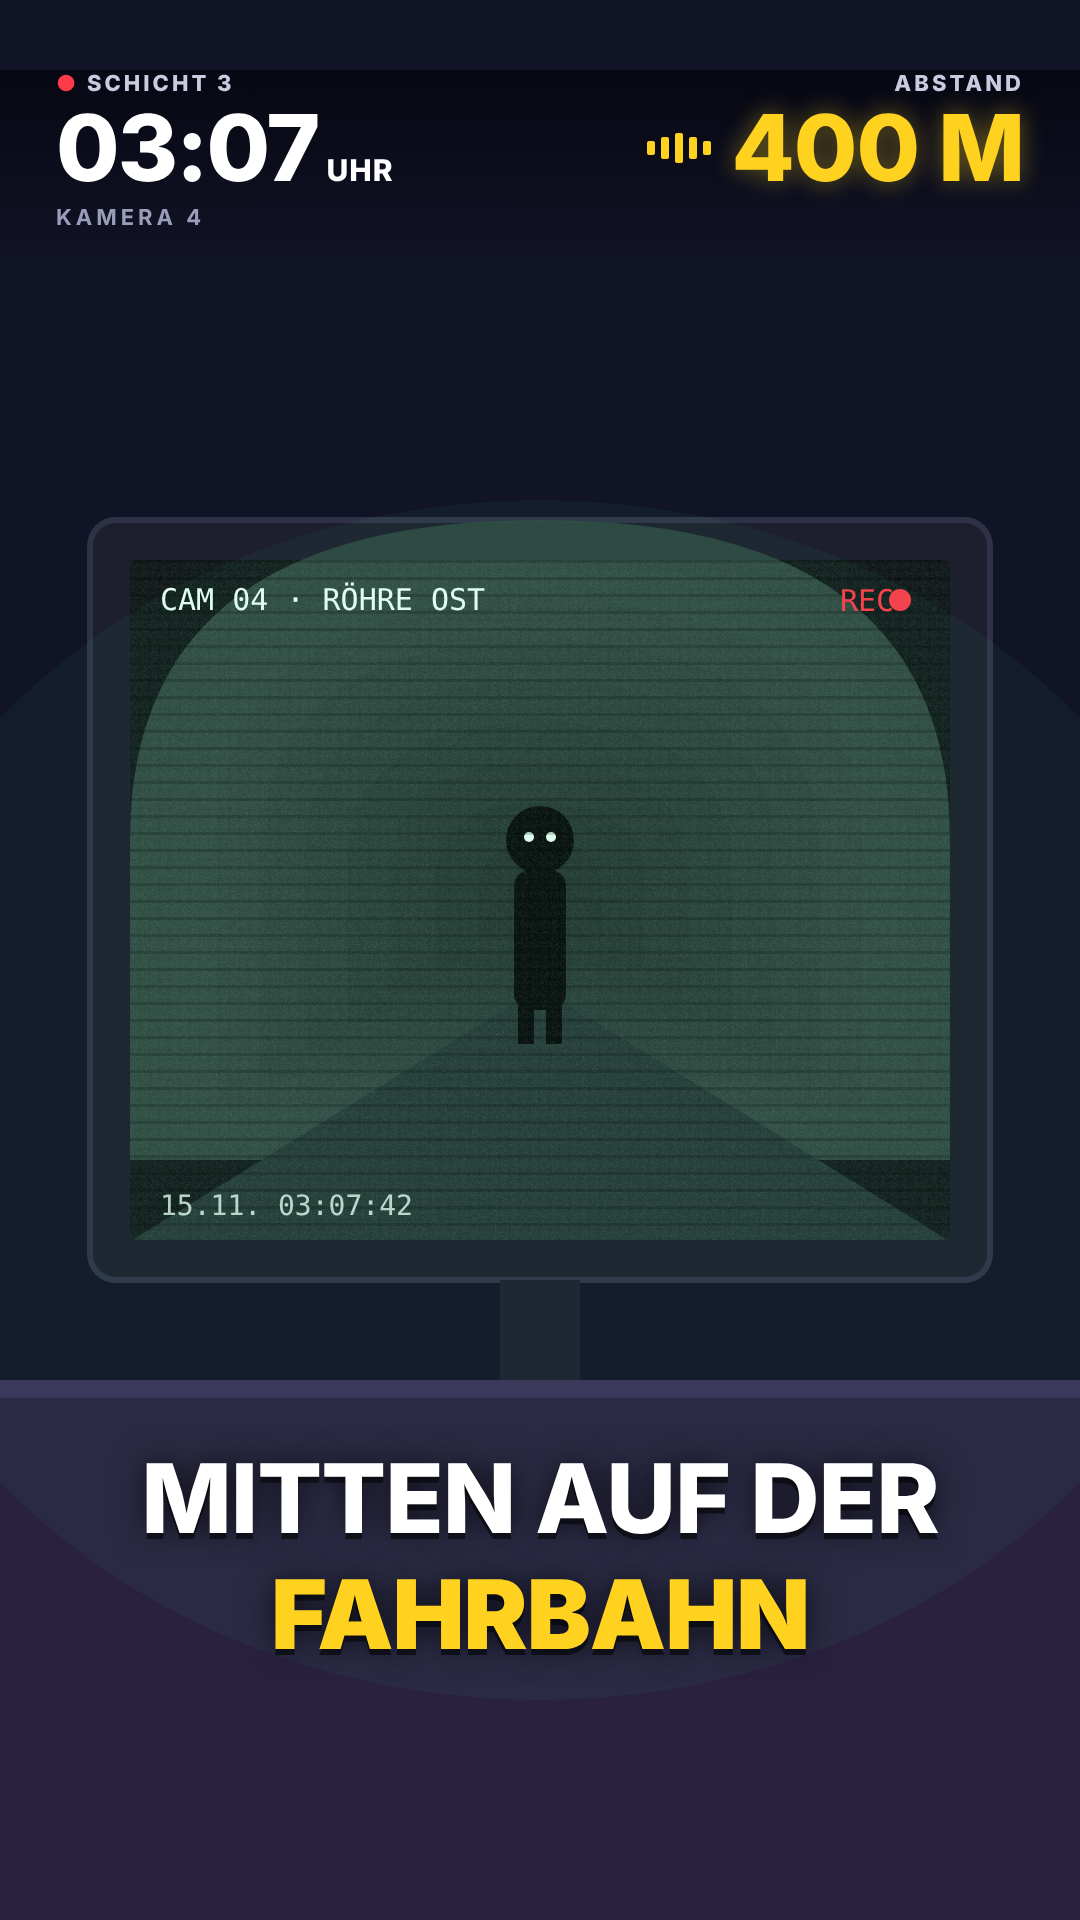 SCHICHT 3
ABSTAND
03:07 UHR
400 M
KAMERA 4
CAM 04 · RÖHRE OST
REC
15.11. 03:07:42
MITTEN AUF DER
FAHRBAHN